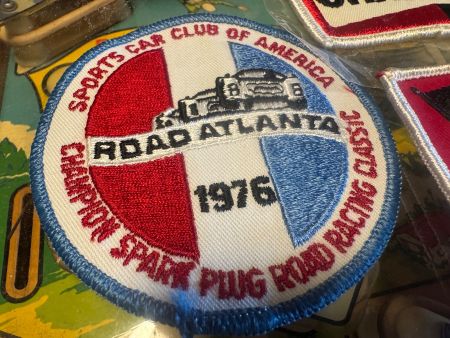 SPORTS CAR CLUB OF AMERICA
ROAD ATLANTA
1976
CHAMPION SPARK PLUG ROAD RACING CLASSIC